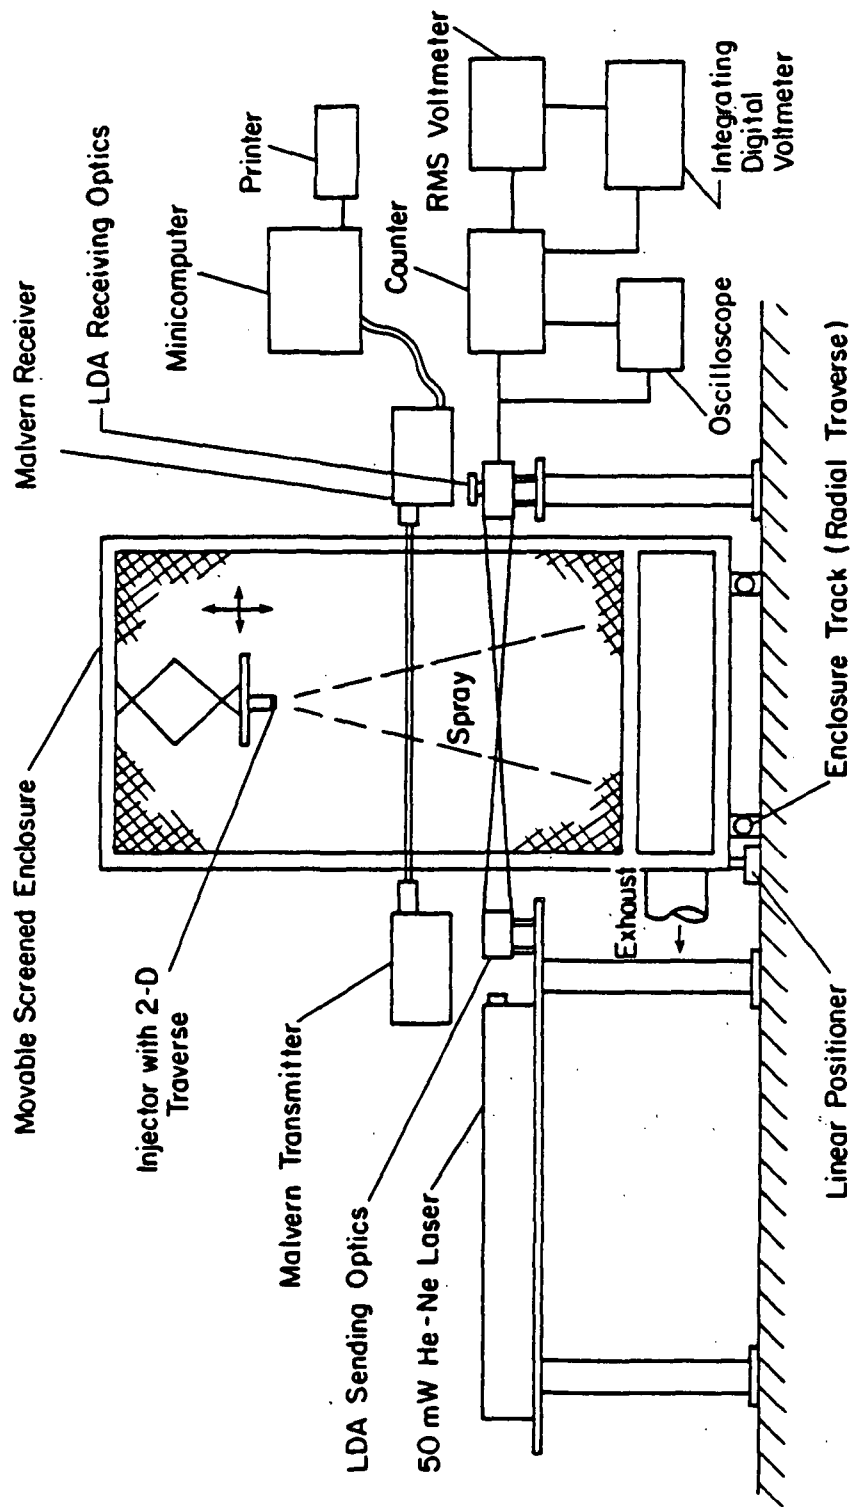 Movable Screened Enclosure
Injector with 2-D
Traverse
Malvern Transmitter
LDA Sending Optics
50 mW He-Ne Laser
Malvern Receiver
LDA Receiving Optics
Minicomputer
Printer
Counter
RMS Voltmeter
Spray
Exhaust
Oscilloscope
Integrating
Digital
Voltmeter
Linear Positioner
Enclosure Track (Radial Traverse)